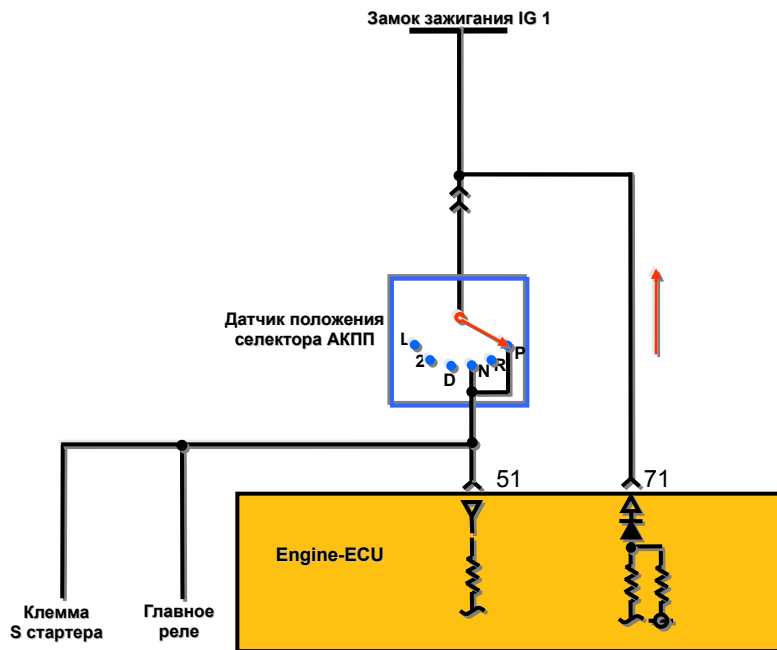 Замок зажигания IG 1
Датчик положения
селектора АКПП
L
2
D
N
R
P
51
71
Engine-ECU
Клемма
S стартера
Главное
реле